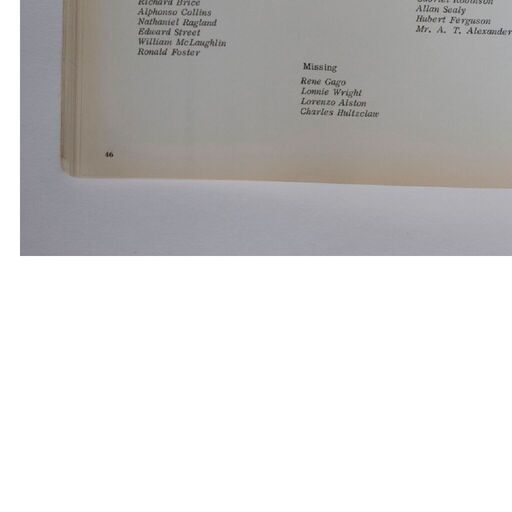 Richard Brice
Alphonso Collins
Nathaniel Ragland
Edward Street
William McLaughlin
Ronald Foster
Robinson
Allan Sealy
Hubert Ferguson
Mr. A. T. Alexander
Missing
Rene Gago
Lonnie Wright
Lorenzo Alston
Charles Hultzclaw
46